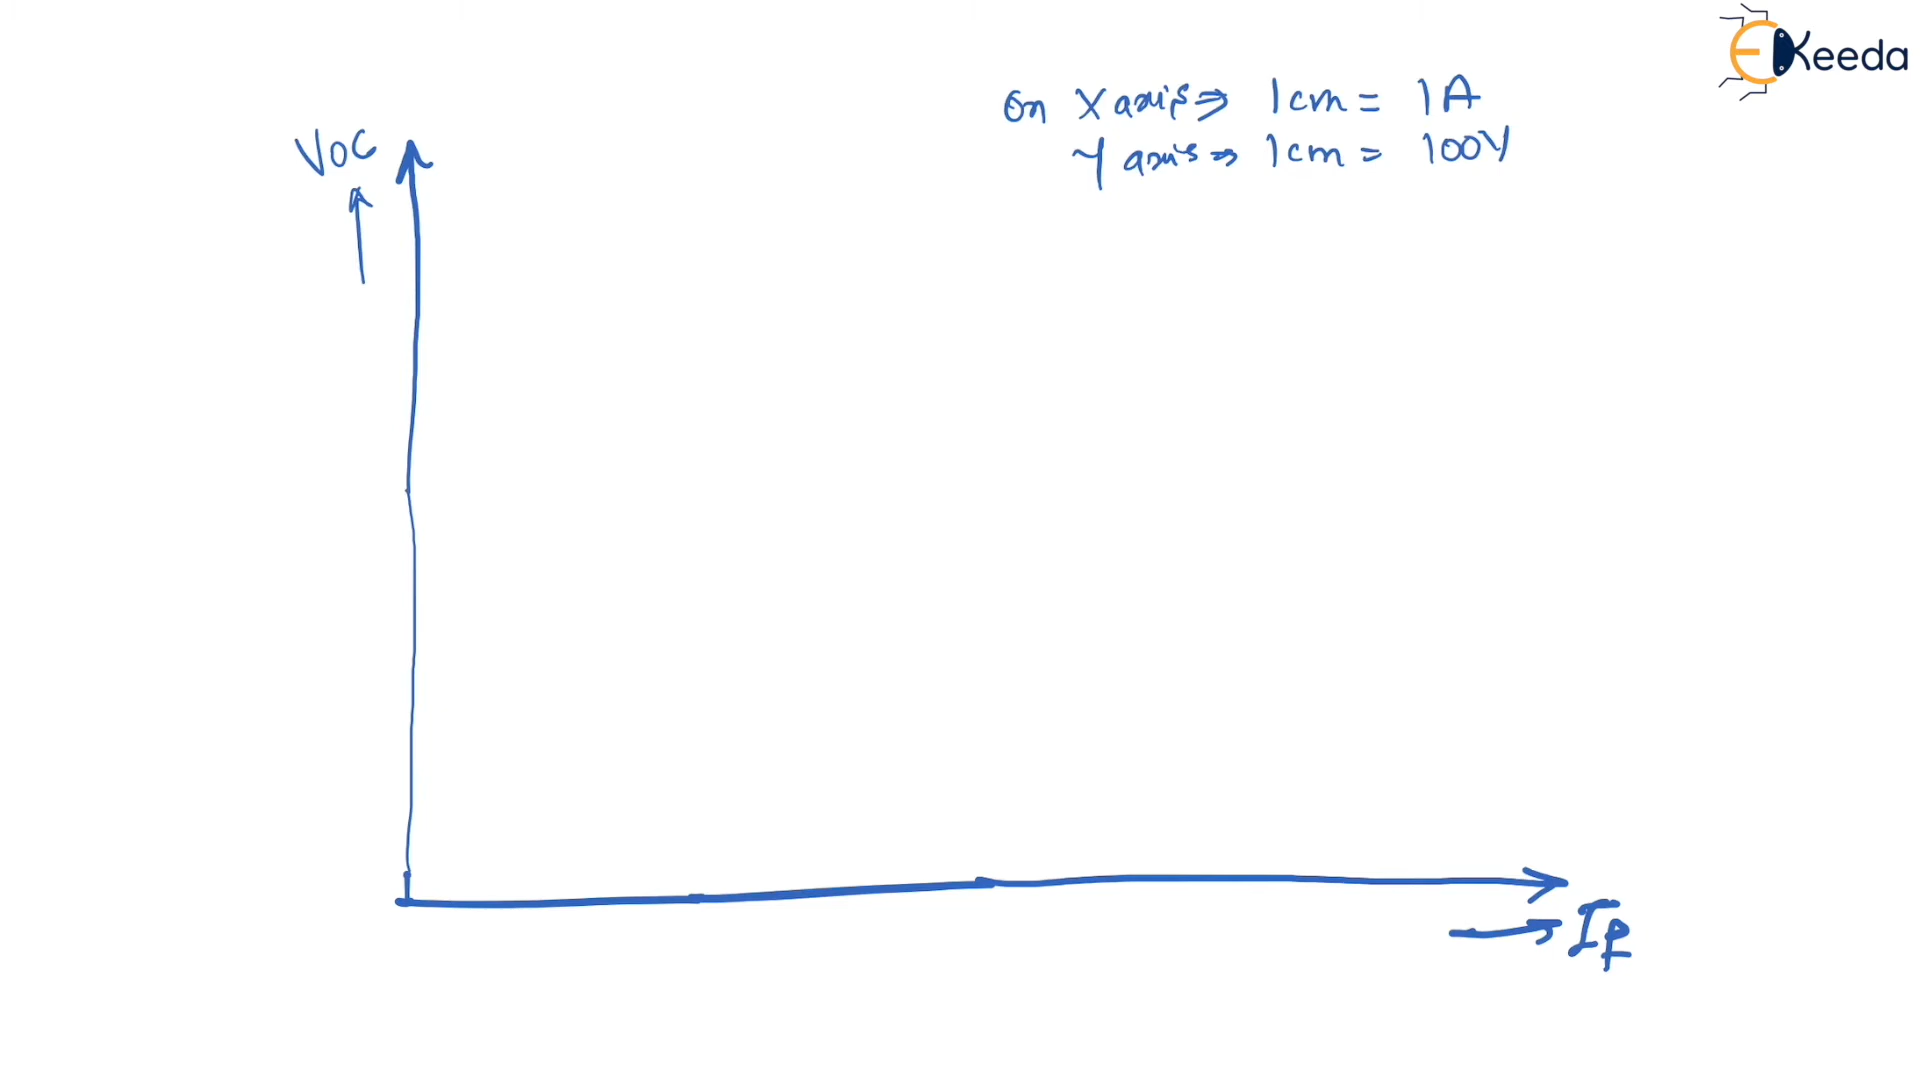 EKeeda
On X axis ⇒ 1cm = 1A
Y axis ⇒ 1cm = 100V
VOC
If